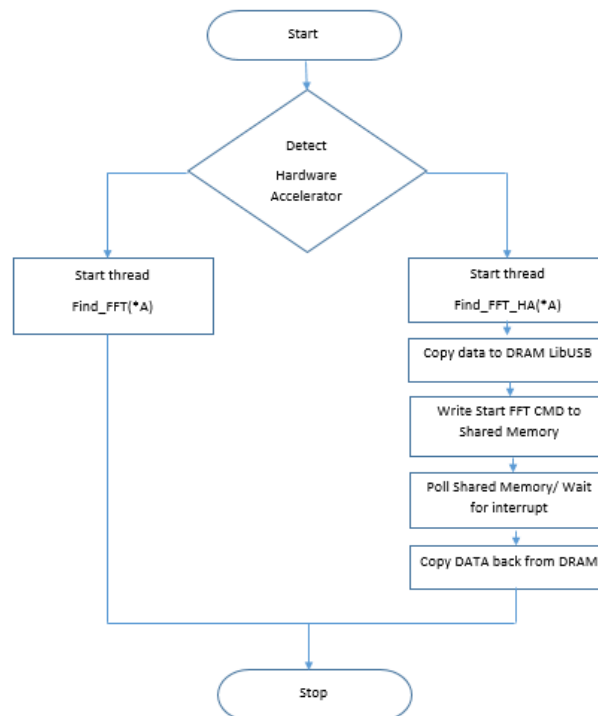 Start
Detect
Hardware
Accelerator
Start thread
Find_FFT(*A)
Start thread
Find_FFT_HA(*A)
Copy data to DRAM LibUSB
Write Start FFT CMD to
Shared Memory
Poll Shared Memory/ Wait
for interrupt
Copy DATA back from DRAM
Stop